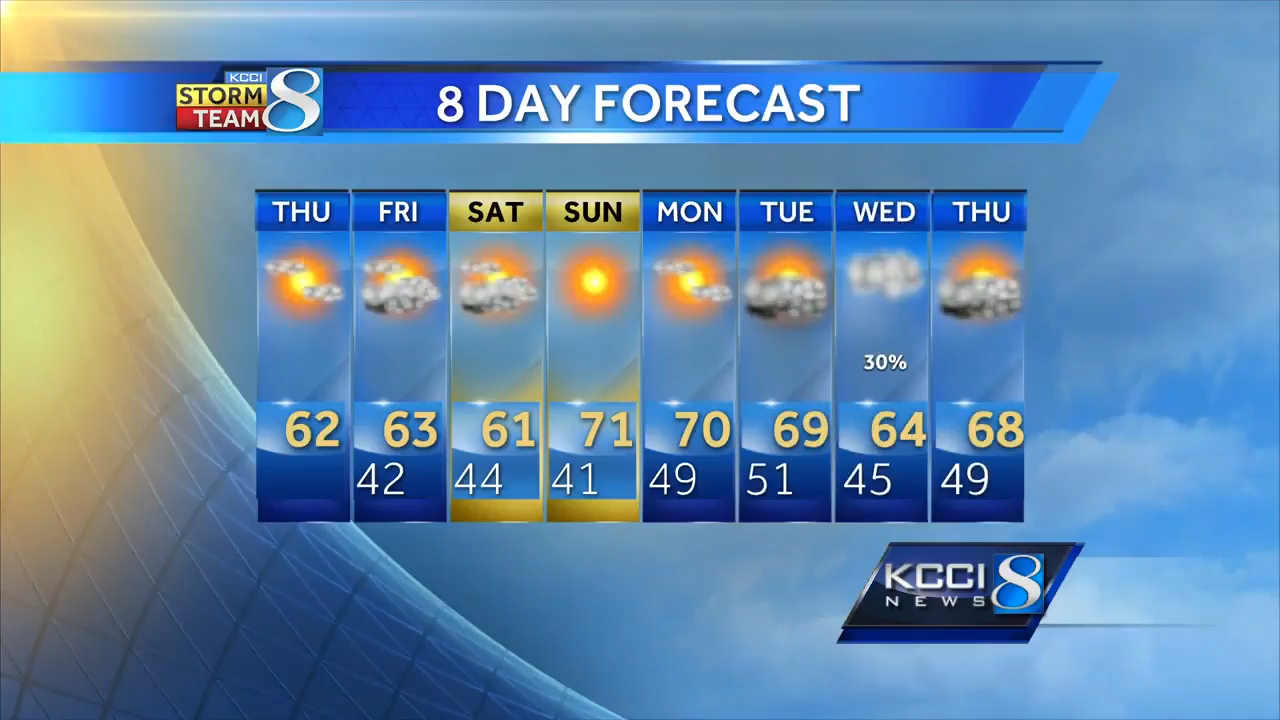 KCCI
STORM
TEAM
8
8 DAY FORECAST
THU FRI SAT SUN MON TUE WED THU
30%
62 63 61 71 70 69 64 68
42 44 41 49 51 45 49
KCCI 8
NEWS